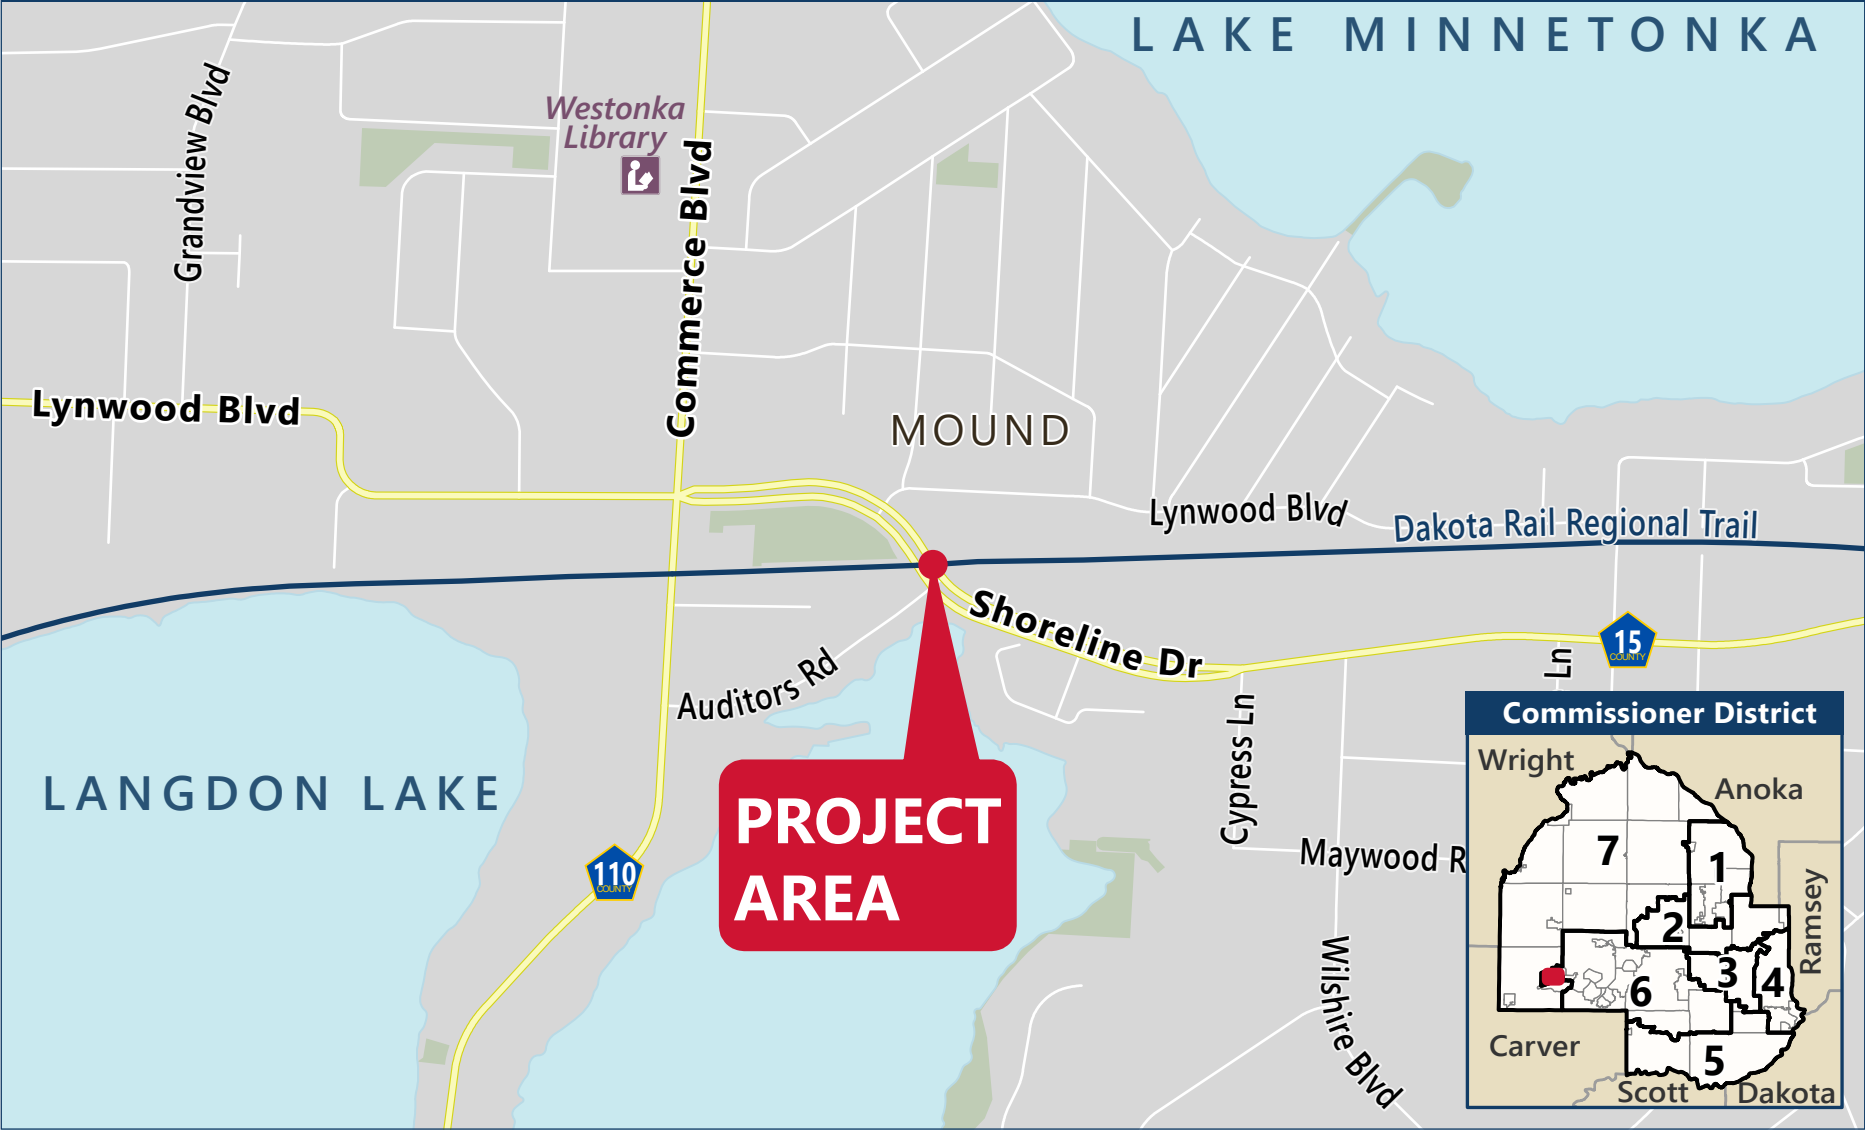 LAKE MINNETONKA
Grandview Blvd
Westonka
Library
Commerce Blvd
Lynwood Blvd
MOUND
Lynwood Blvd
Dakota Rail Regional Trail
Shoreline Dr
15
COUNTY
Ln
Auditors Rd
Cypress Ln
LANGDON LAKE
110
COUNTY
PROJECT
AREA
Maywood R
Wilshire Blvd
Commissioner District
Wright
Anoka
7
1
Ramsey
2
3
4
6
Carver
5
Scott
Dakota